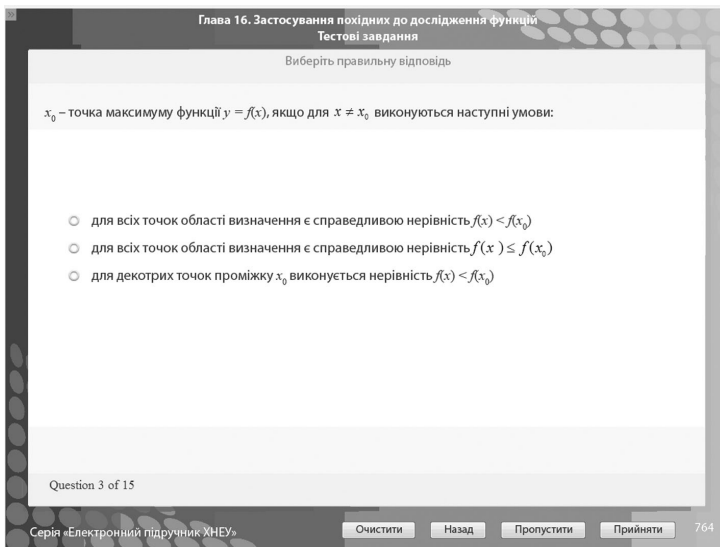 Глава 16. Застосування похідних до дослідження функцій
Тестові завдання
Виберіть правильну відповідь
x₀ – точка максимуму функції y = f(x), якщо для x ≠ x₀ виконуються наступні умови:
для всіх точок області визначення є справедливою нерівність f(x) < f(x₀)
для всіх точок області визначення є справедливою нерівність f(x) ≤ f(x₀)
для декотрих точок проміжку x₀ виконується нерівність f(x) < f(x₀)
Question 3 of 15
Серія «Електронний підручник ХНЕУ»
Очистити
Назад
Пропустити
Прийняти
764